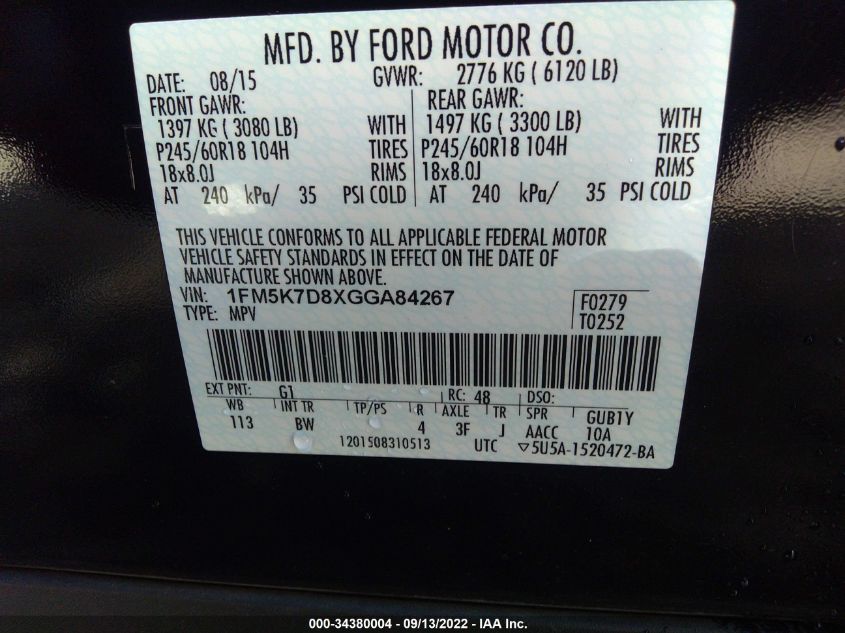 MFD. BY FORD MOTOR CO.
DATE: 08/15 GVWR: 2776 KG ( 6120 LB)
FRONT GAWR: REAR GAWR:
1397 KG ( 3080 LB) WITH 1497 KG ( 3300 LB) WITH
P245/60R18 104H TIRES P245/60R18 104H TIRES
18x8.0J RIMS 18x8.0J RIMS
AT 240 kPa/ 35 PSI COLD AT 240 kPa/ 35 PSI COLD
THIS VEHICLE CONFORMS TO ALL APPLICABLE FEDERAL MOTOR
VEHICLE SAFETY STANDARDS IN EFFECT ON THE DATE OF
MANUFACTURE SHOWN ABOVE.
VIN: 1FM5K7D8XGGA84267 F0279
TYPE: MPV T0252
EXT PNT: G1 RC: 48 DSO:
WB INT TR TP/PS R AXLE TR SPR GUB1Y
113 BW 4 3F J AACC 10A
1201508310513 UTC ▽5U5A-1520472-BA
000-34380004 - 09/13/2022 - IAA Inc.